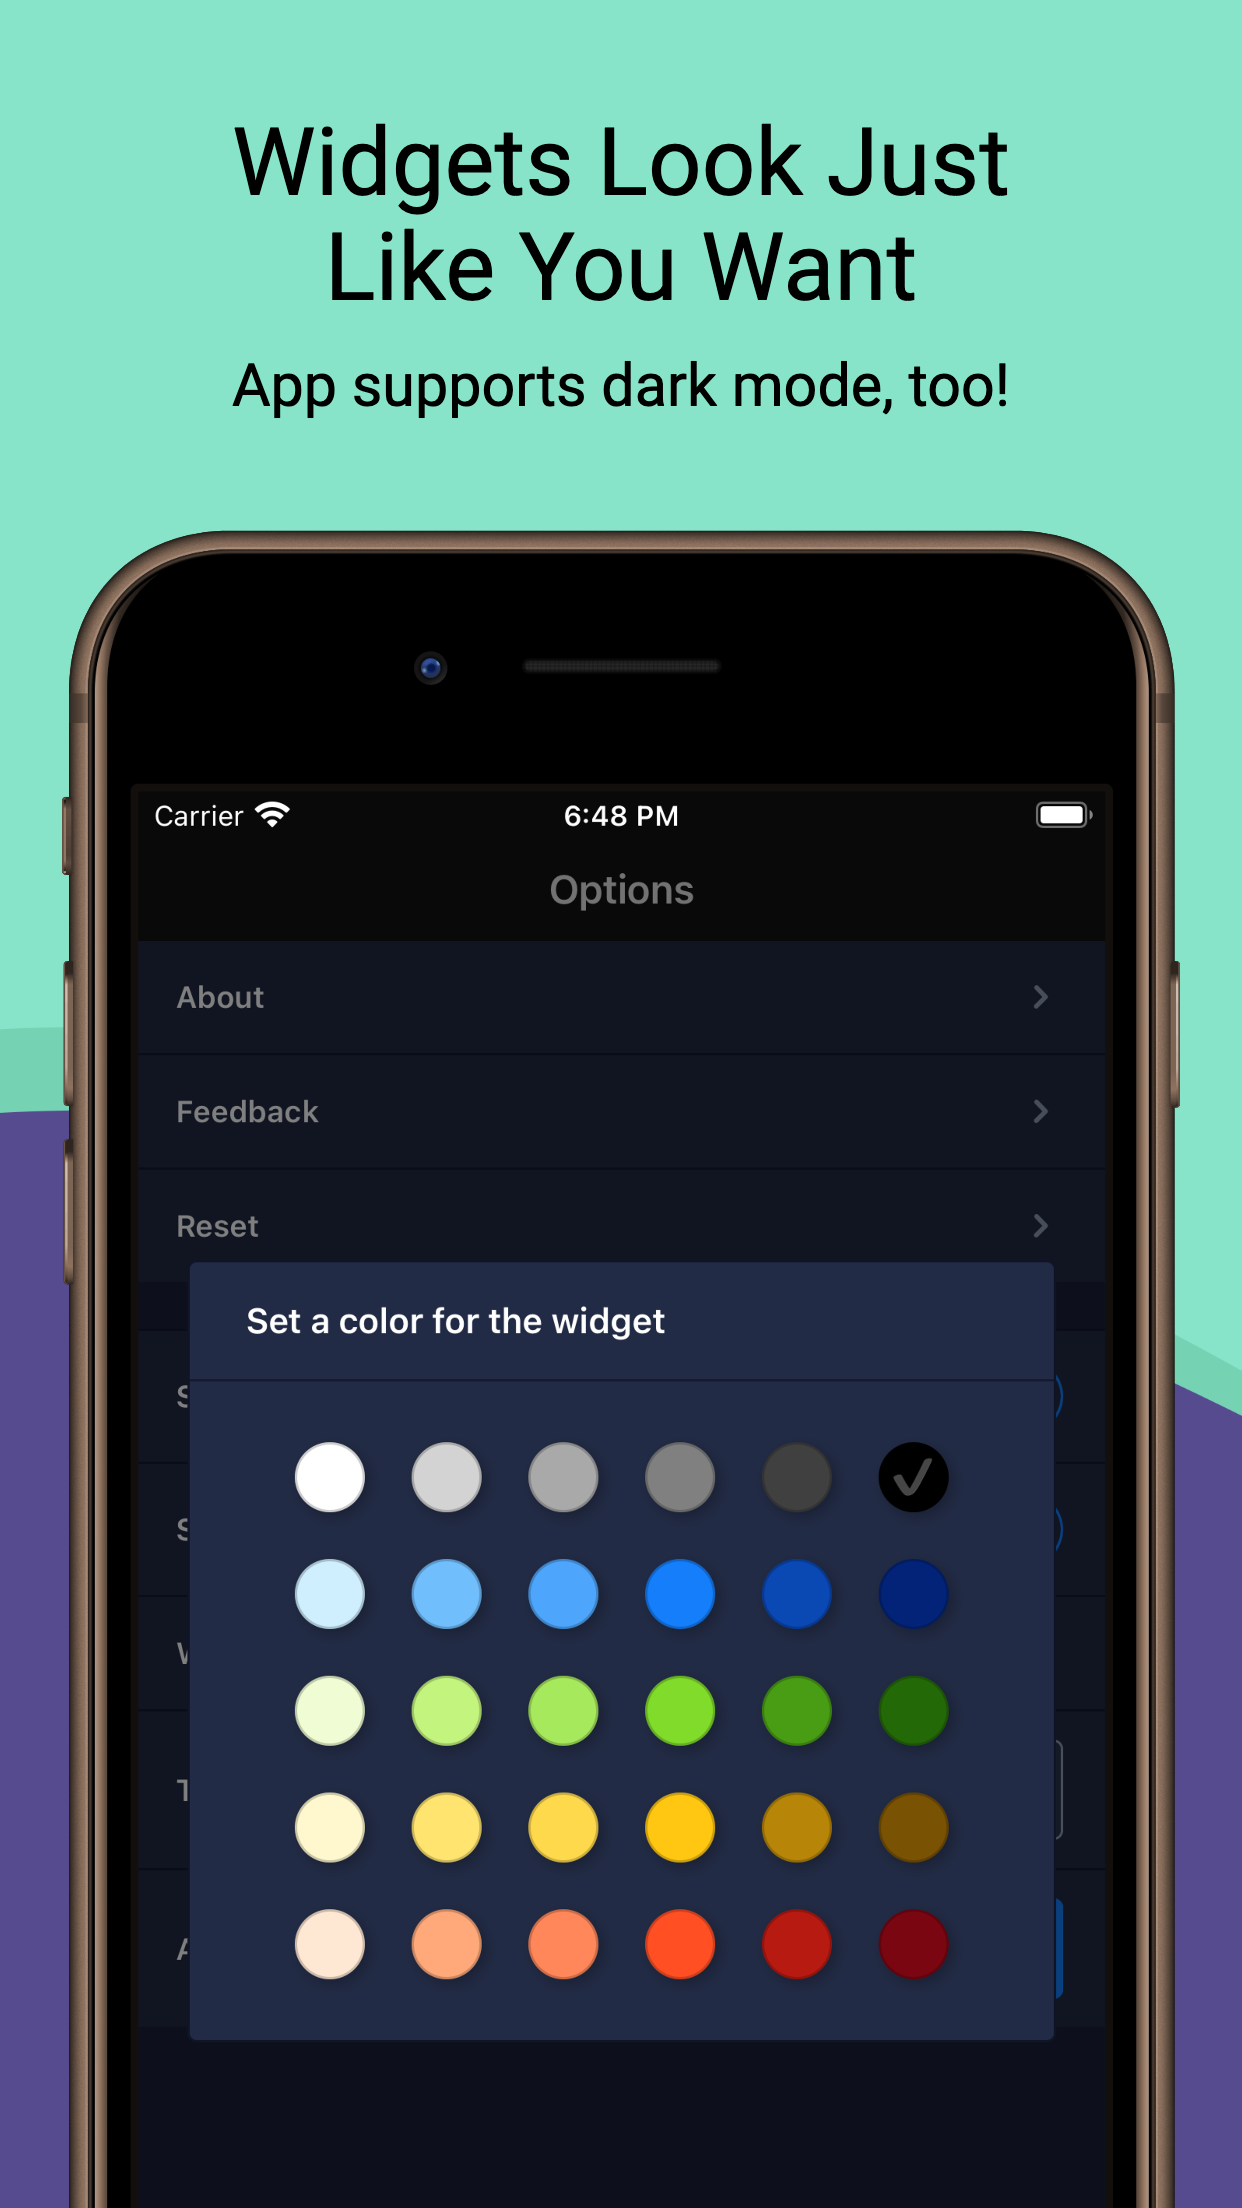 Widgets Look Just
Like You Want
App supports dark mode, too!
Carrier 6:48 PM
Options
About
Feedback
Reset
Set a color for the widget